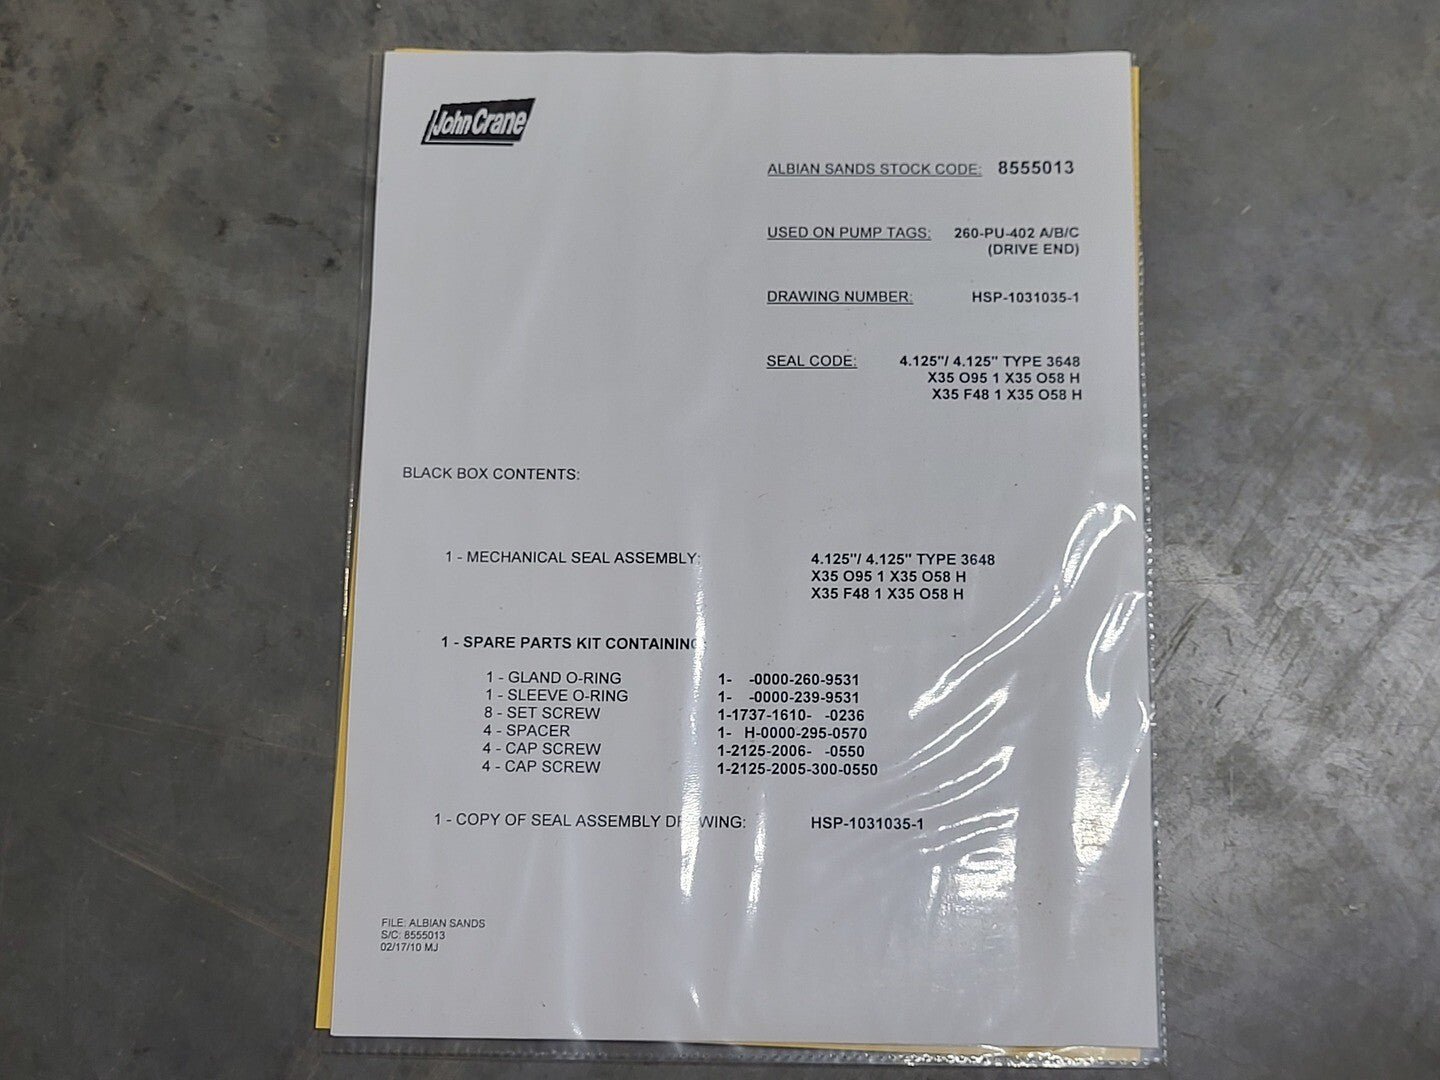 John Crane
ALBIAN SANDS STOCK CODE: 8555013
USED ON PUMP TAGS: 260-PU-402 A/B/C
(DRIVE END)
DRAWING NUMBER: HSP-1031035-1
SEAL CODE: 4.125"/ 4.125" TYPE 3648
X35 O95 1 X35 O58 H
X35 F48 1 X35 O58 H
BLACK BOX CONTENTS:
1 - MECHANICAL SEAL ASSEMBLY: 4.125"/ 4.125" TYPE 3648
X35 O95 1 X35 O58 H
X35 F48 1 X35 O58 H
1 - SPARE PARTS KIT CONTAINING:
1 - GLAND O-RING 1- -0000-260-9531
1 - SLEEVE O-RING 1- -0000-239-9531
8 - SET SCREW 1-1737-1610- -0236
4 - SPACER 1- H-0000-295-0570
4 - CAP SCREW 1-2125-2006- -0550
4 - CAP SCREW 1-2125-2005-300-0550
1 - COPY OF SEAL ASSEMBLY DRAWING: HSP-1031035-1
FILE: ALBIAN SANDS
S/C: 8555013
02/17/10 MJ